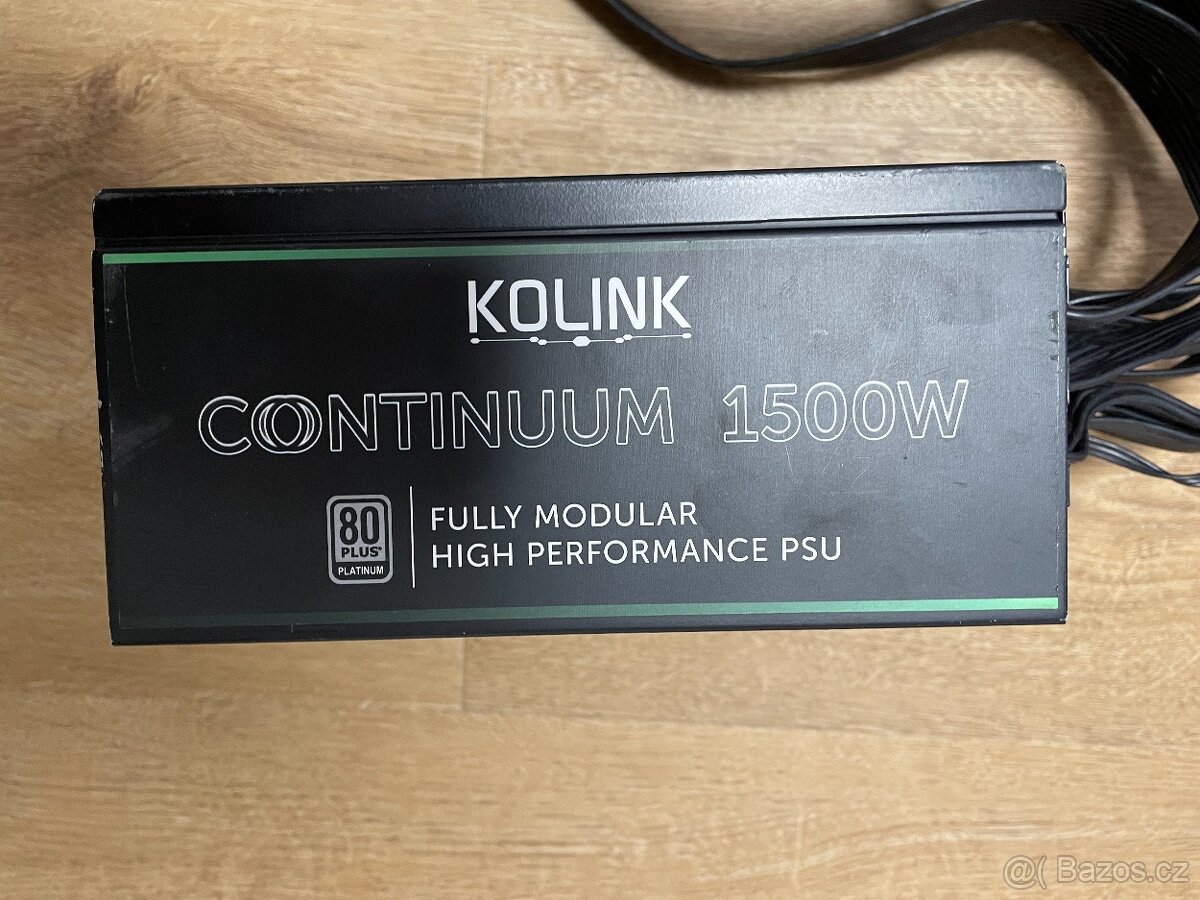 KOLINK
CONTINUUM 1500W
80
PLUS
PLATINUM
FULLY MODULAR
HIGH PERFORMANCE PSU
@( Bazos.cz